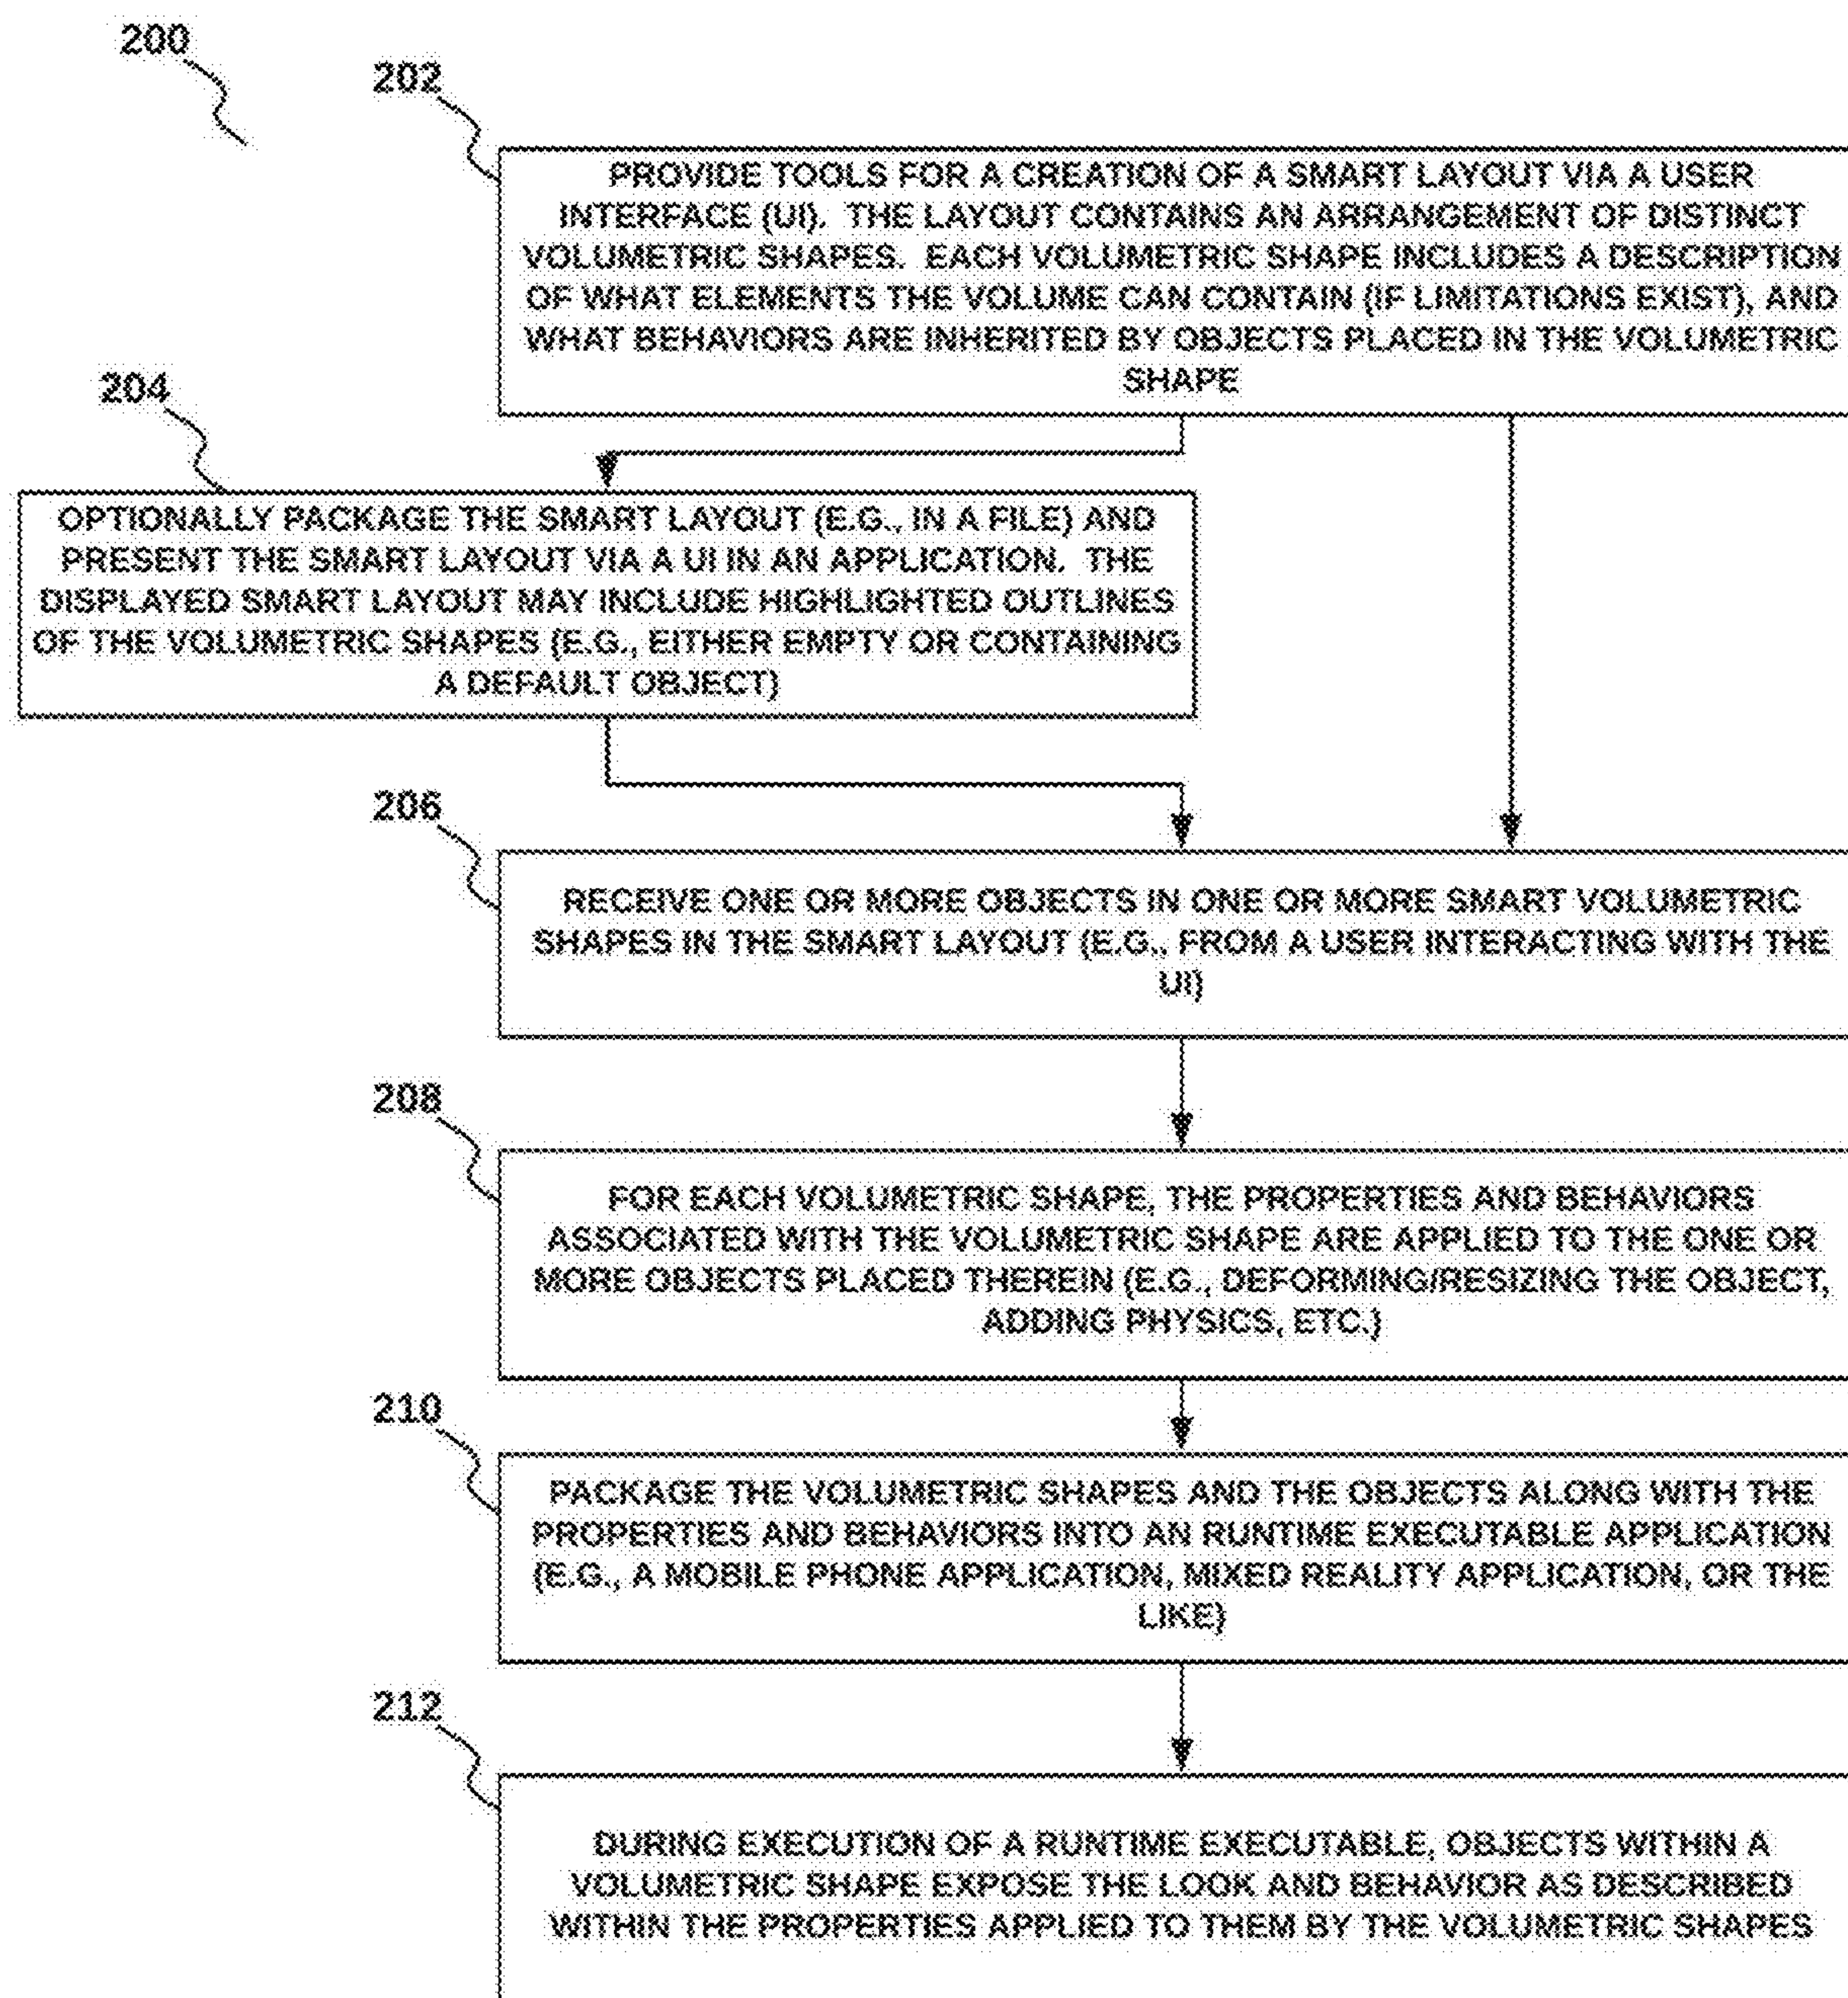 200
202
PROVIDE TOOLS FOR A CREATION OF A SMART LAYOUT VIA A USER
INTERFACE (UI).  THE LAYOUT CONTAINS AN ARRANGEMENT OF DISTINCT
VOLUMETRIC SHAPES.  EACH VOLUMETRIC SHAPE INCLUDES A DESCRIPTION
OF WHAT ELEMENTS THE VOLUME CAN CONTAIN (IF LIMITATIONS EXIST), AND
WHAT BEHAVIORS ARE INHERITED BY OBJECTS PLACED IN THE VOLUMETRIC
SHAPE
204
OPTIONALLY PACKAGE THE SMART LAYOUT (E.G., IN A FILE) AND
PRESENT THE SMART LAYOUT VIA A UI IN AN APPLICATION.  THE
DISPLAYED SMART LAYOUT MAY INCLUDE HIGHLIGHTED OUTLINES
OF THE VOLUMETRIC SHAPES (E.G., EITHER EMPTY OR CONTAINING
A DEFAULT OBJECT)
206
RECEIVE ONE OR MORE OBJECTS IN ONE OR MORE SMART VOLUMETRIC
SHAPES IN THE SMART LAYOUT (E.G., FROM A USER INTERACTING WITH THE
UI)
208
FOR EACH VOLUMETRIC SHAPE, THE PROPERTIES AND BEHAVIORS
ASSOCIATED WITH THE VOLUMETRIC SHAPE ARE APPLIED TO THE ONE OR
MORE OBJECTS PLACED THEREIN (E.G., DEFORMING/RESIZING THE OBJECT,
ADDING PHYSICS, ETC.)
210
PACKAGE THE VOLUMETRIC SHAPES AND THE OBJECTS ALONG WITH THE
PROPERTIES AND BEHAVIORS INTO AN RUNTIME EXECUTABLE APPLICATION
(E.G., A MOBILE PHONE APPLICATION, MIXED REALITY APPLICATION, OR THE
LIKE)
212
DURING EXECUTION OF A RUNTIME EXECUTABLE, OBJECTS WITHIN A
VOLUMETRIC SHAPE EXPOSE THE LOOK AND BEHAVIOR AS DESCRIBED
WITHIN THE PROPERTIES APPLIED TO THEM BY THE VOLUMETRIC SHAPES